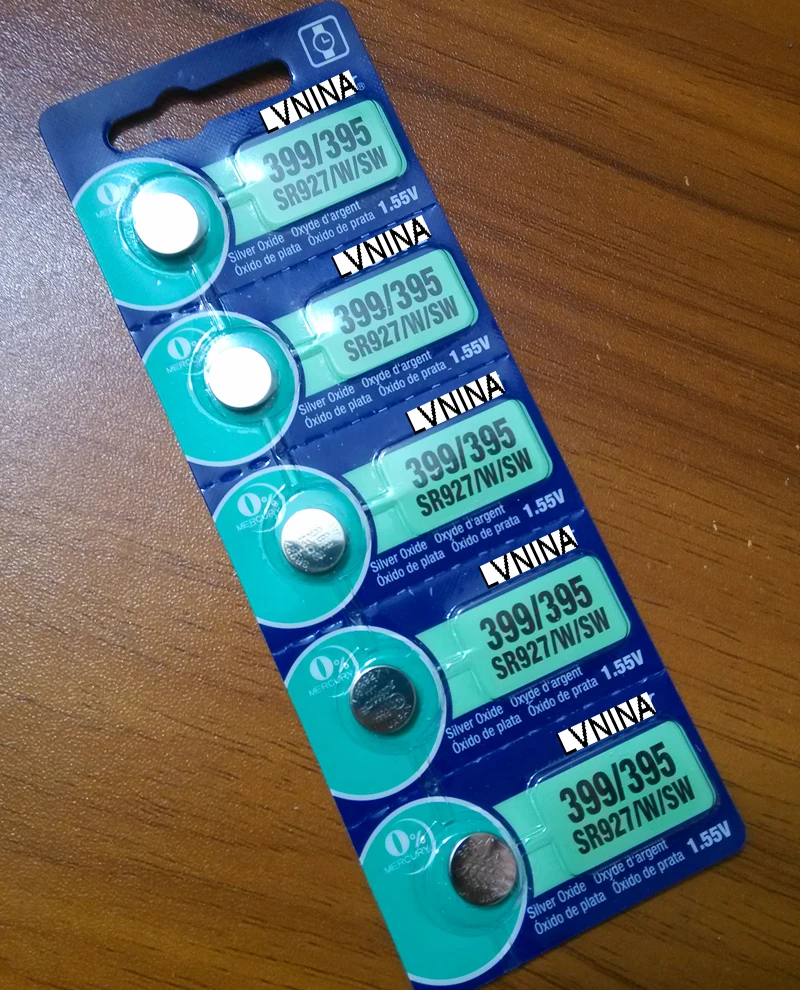 LVNINA
399/395
SR927/W/SW
Silver Oxide Oxyde d'argent
Óxido de plata Óxido de prata 1.55V
0%
MERCURY
LVNINA
399/395
SR927/W/SW
Silver Oxide Oxyde d'argent
Óxido de plata Óxido de prata 1.55V
0%
MERCURY
LVNINA
399/395
SR927/W/SW
Silver Oxide Oxyde d'argent
Óxido de plata Óxido de prata 1.55V
0%
MERCURY
LVNINA
399/395
SR927/W/SW
Silver Oxide Oxyde d'argent
Óxido de plata Óxido de prata 1.55V
0%
MERCURY
LVNINA
399/395
SR927/W/SW
Silver Oxide Oxyde d'argent
Óxido de plata Óxido de prata 1.55V